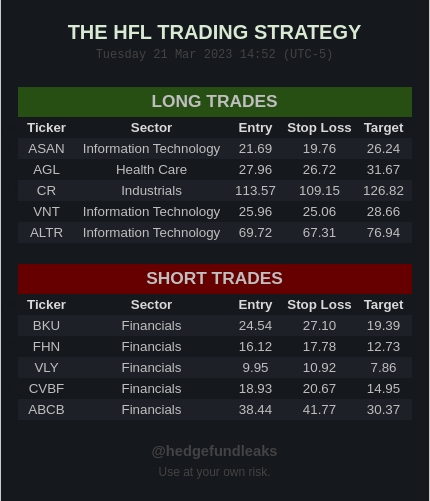 THE HFL TRADING STRATEGY
Tuesday 21 Mar 2023 14:52 (UTC-5)
LONG TRADES
Ticker Sector Entry Stop Loss Target
ASAN Information Technology 21.69 19.76 26.24
AGL Health Care 27.96 26.72 31.67
CR Industrials 113.57 109.15 126.82
VNT Information Technology 25.96 25.06 28.66
ALTR Information Technology 69.72 67.31 76.94
SHORT TRADES
Ticker Sector Entry Stop Loss Target
BKU Financials 24.54 27.10 19.39
FHN Financials 16.12 17.78 12.73
VLY Financials 9.95 10.92 7.86
CVBF Financials 18.93 20.67 14.95
ABCB Financials 38.44 41.77 30.37
@hedgefundleaks
Use at your own risk.